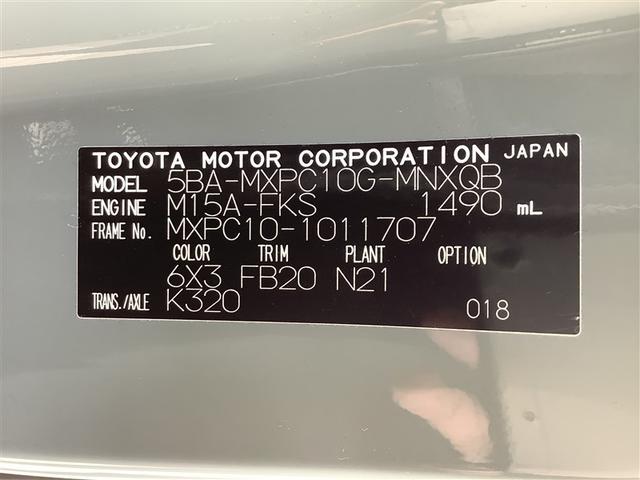 TOYOTA MOTOR CORPORATION JAPAN
MODEL 5BA-MXPC10G-MNXQB
ENGINE M15A-FKS 1490 mL
FRAME No. MXPC10-1011707
COLOR TRIM PLANT OPTION
6X3 FB20 N21
TRANS./AXLE K320 018